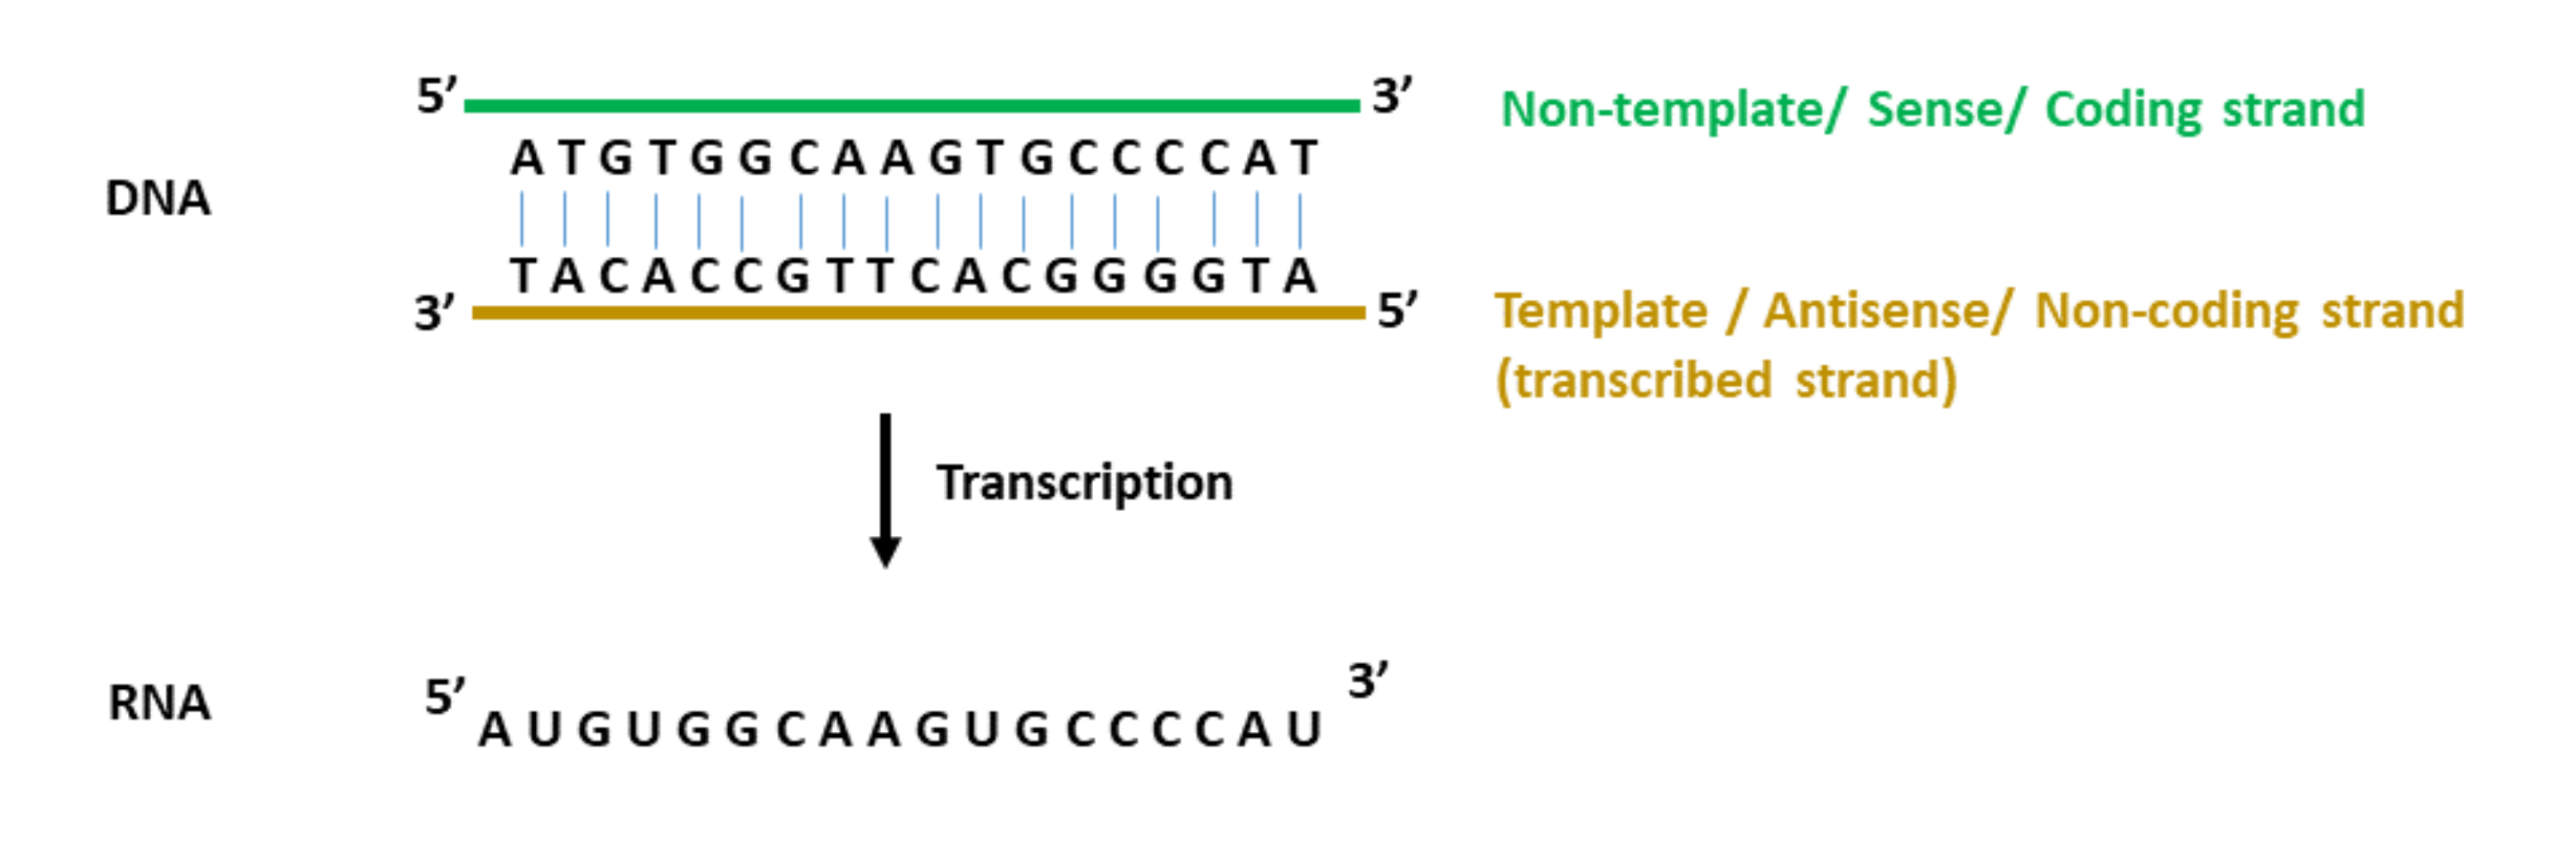 5’ 3’ Non-template/ Sense/ Coding strand
A T G T G G C A A G T G C C C C A T
DNA
T A C A C C G T T C A C G G G G T A
3’ 5’ Template / Antisense/ Non-coding strand
(transcribed strand)
Transcription
RNA 5’ 3’
A U G U G G C A A G U G C C C C A U